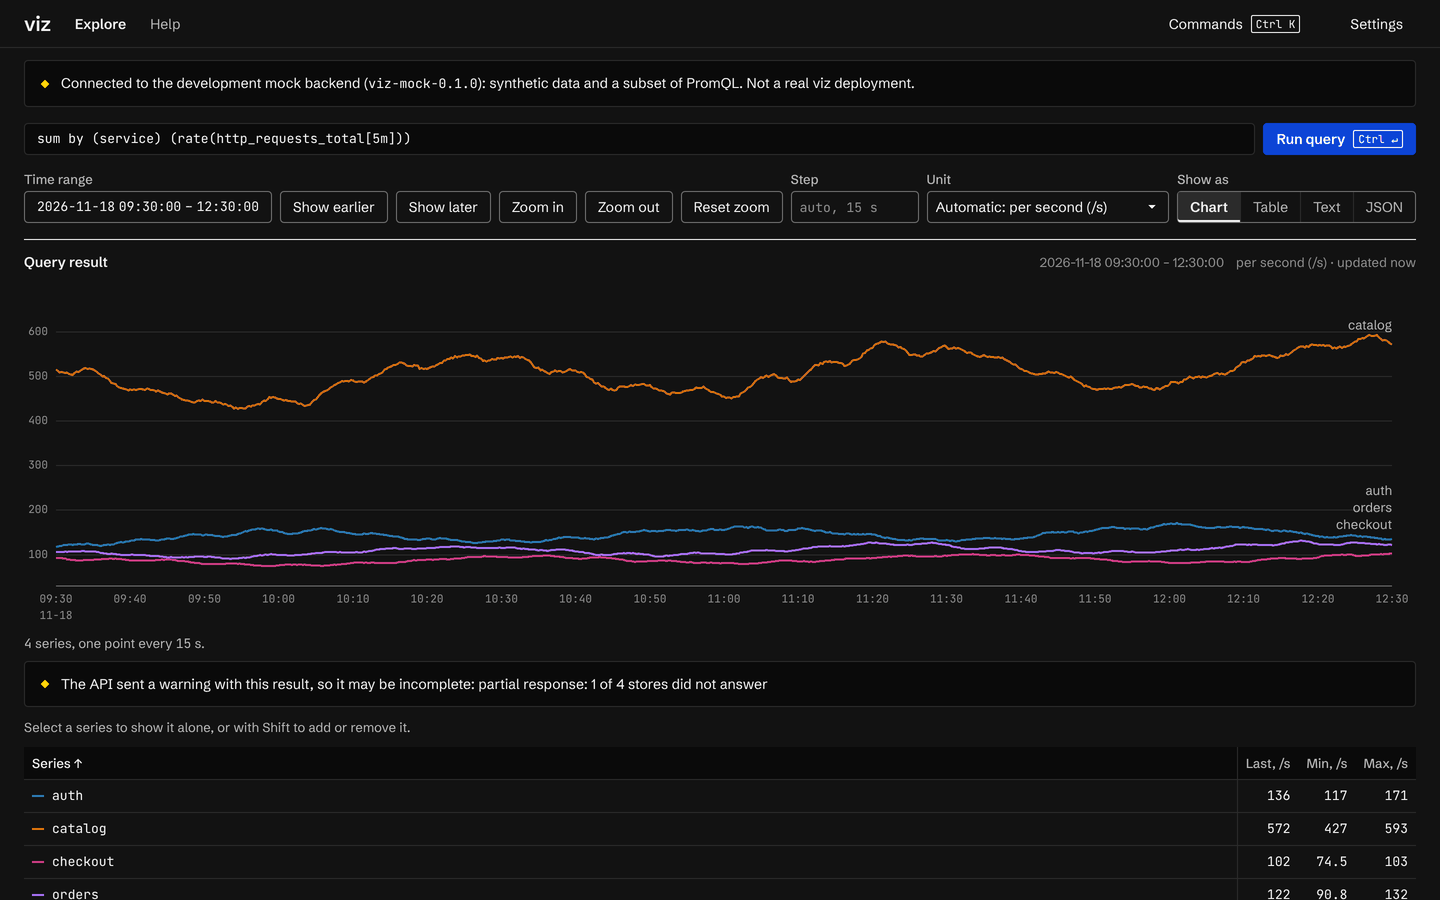 viz Explore Help Commands Ctrl K Settings
Connected to the development mock backend (viz-mock-0.1.0): synthetic data and a subset of PromQL. Not a real viz deployment.
sum by (service) (rate(http_requests_total[5m])) Run query Ctrl ↵
Time range Step Unit Show as
2026-11-18 09:30:00 – 12:30:00 Show earlier Show later Zoom in Zoom out Reset zoom auto, 15 s Automatic: per second (/s) Chart Table Text JSON
Query result 2026-11-18 09:30:00 – 12:30:00 per second (/s) · updated now
catalog
600
500
400
300
auth
200
orders
checkout
100
09:30 09:40 09:50 10:00 10:10 10:20 10:30 10:40 10:50 11:00 11:10 11:20 11:30 11:40 11:50 12:00 12:10 12:20 12:30
11-18
4 series, one point every 15 s.
The API sent a warning with this result, so it may be incomplete: partial response: 1 of 4 stores did not answer
Select a series to show it alone, or with Shift to add or remove it.
Series ↑ Last, /s Min, /s Max, /s
auth 136 117 171
catalog 572 427 593
checkout 102 74.5 103
orders 122 90.8 132